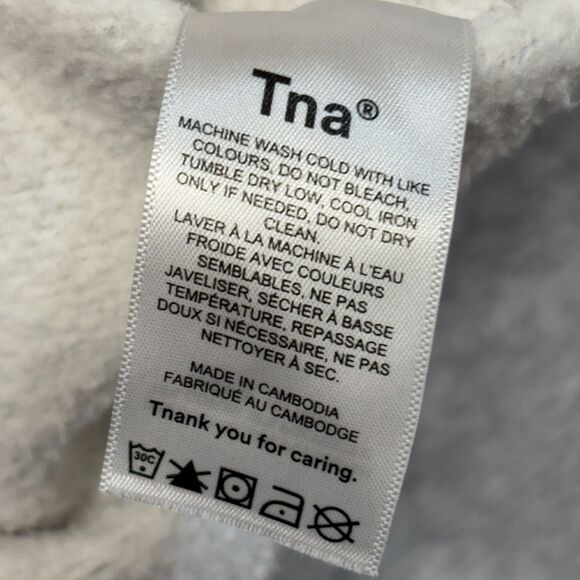 Tna®
MACHINE WASH COLD WITH LIKE
COLOURS, DO NOT BLEACH,
TUMBLE DRY LOW, COOL IRON
ONLY IF NEEDED, DO NOT DRY
CLEAN.
LAVER À LA MACHINE À L'EAU
FROIDE AVEC COULEURS
SEMBLABLES, NE PAS
JAVELISER, SÉCHER À BASSE
TEMPÉRATURE, REPASSAGE
DOUX SI NÉCESSAIRE, NE PAS
NETTOYER À SEC.
MADE IN CAMBODIA
FABRIQUÉ AU CAMBODGE
Tnank you for caring.
30C